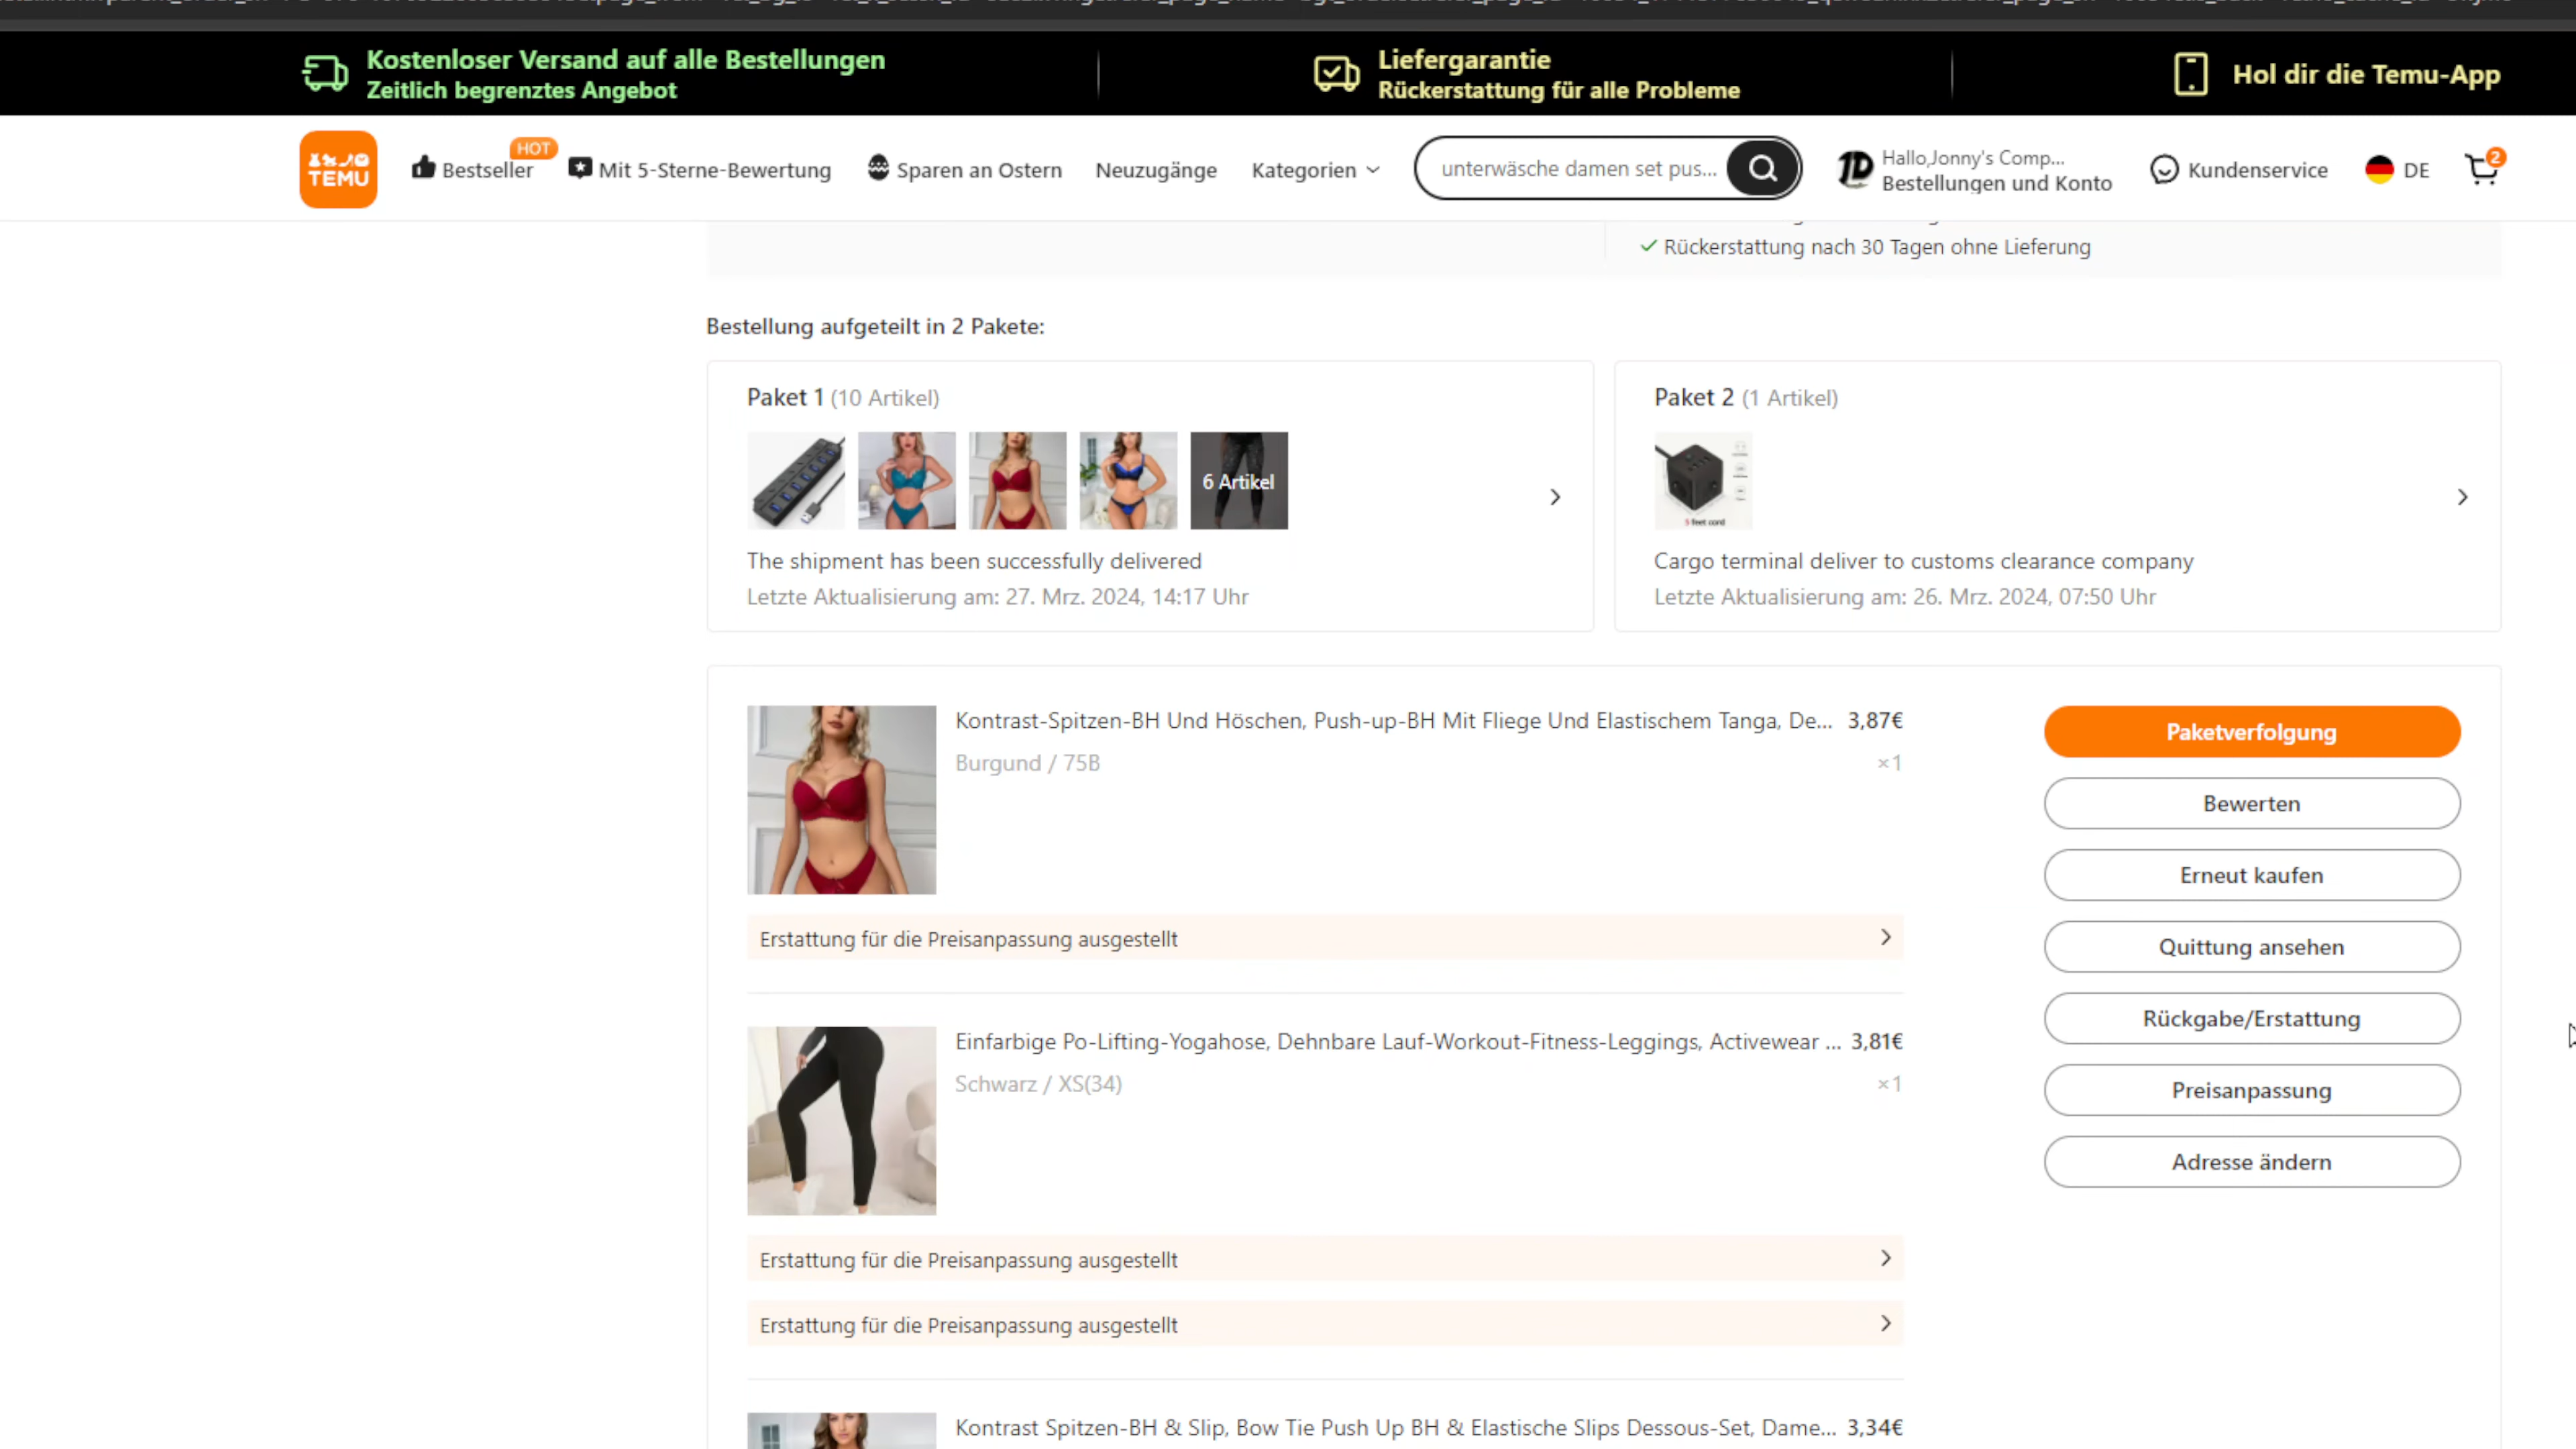 Kostenloser Versand auf alle Bestellungen
Zeitlich begrenztes Angebot
Liefergarantie
Rückerstattung für alle Probleme
Hol dir die Temu-App
TEMU
Bestseller
HOT
Mit 5-Sterne-Bewertung
Sparen an Ostern
Neuzugänge
Kategorien
unterwäsche damen set pus...
Hallo,Jonny's Comp...
Bestellungen und Konto
Kundenservice
DE
2
Rückerstattung nach 30 Tagen ohne Lieferung
Bestellung aufgeteilt in 2 Pakete:
Paket 1 (10 Artikel)
6 Artikel
The shipment has been successfully delivered
Letzte Aktualisierung am: 27. Mrz. 2024, 14:17 Uhr
Paket 2 (1 Artikel)
5 feet cord
Cargo terminal deliver to customs clearance company
Letzte Aktualisierung am: 26. Mrz. 2024, 07:50 Uhr
Kontrast-Spitzen-BH Und Höschen, Push-up-BH Mit Fliege Und Elastischem Tanga, De... 3,87€
Burgund / 75B ×1
Erstattung für die Preisanpassung ausgestellt
Einfarbige Po-Lifting-Yogahose, Dehnbare Lauf-Workout-Fitness-Leggings, Activewear ... 3,81€
Schwarz / XS(34) ×1
Erstattung für die Preisanpassung ausgestellt
Erstattung für die Preisanpassung ausgestellt
Kontrast Spitzen-BH & Slip, Bow Tie Push Up BH & Elastische Slips Dessous-Set, Dame... 3,34€
Paketverfolgung
Bewerten
Erneut kaufen
Quittung ansehen
Rückgabe/Erstattung
Preisanpassung
Adresse ändern